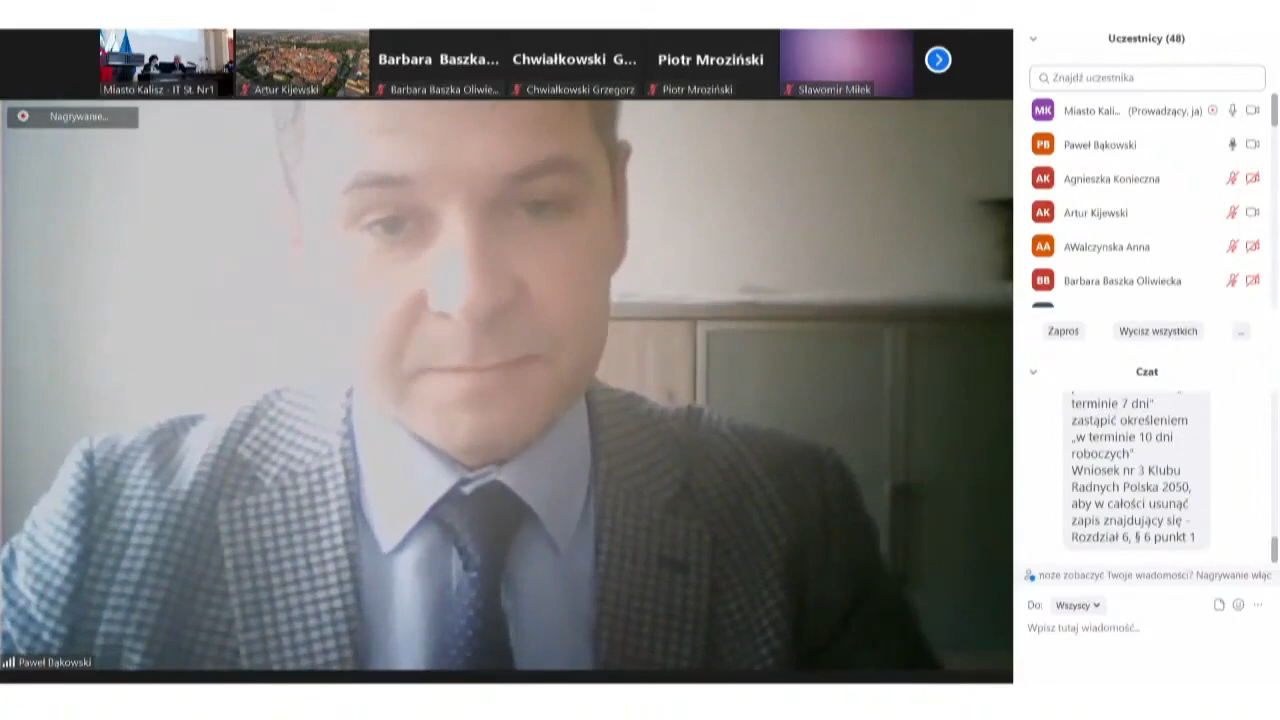 Barbara Baszka...
Chwiałkowski G...
Piotr Mroziński
Miasto Kalisz - IT St. Nr1
Artur Kijewski
Barbara Baszka Oliwie...
Chwiałkowski Grzegorz
Piotr Mroziński
Sławomir Miłek
Nagrywanie...
Paweł Bąkowski
Uczestnicy (48)
Znajdź uczestnika
MK Miasto Kali... (Prowadzący, ja)
PB Paweł Bąkowski
AK Agnieszka Konieczna
AK Artur Kijewski
AA AWalczynska Anna
BB Barbara Baszka Oliwiecka
Zaproś Wycisz wszystkich ...
Czat
terminie 7 dni"
zastąpić określeniem
„w terminie 10 dni
roboczych"
Wniosek nr 3 Klubu
Radnych Polska 2050,
aby w całości usunąć
zapis znajdujący się -
Rozdział 6, § 6 punkt 1
może zobaczyć Twoje wiadomości? Nagrywanie włąc
Do: Wszyscy
Wpisz tutaj wiadomość...